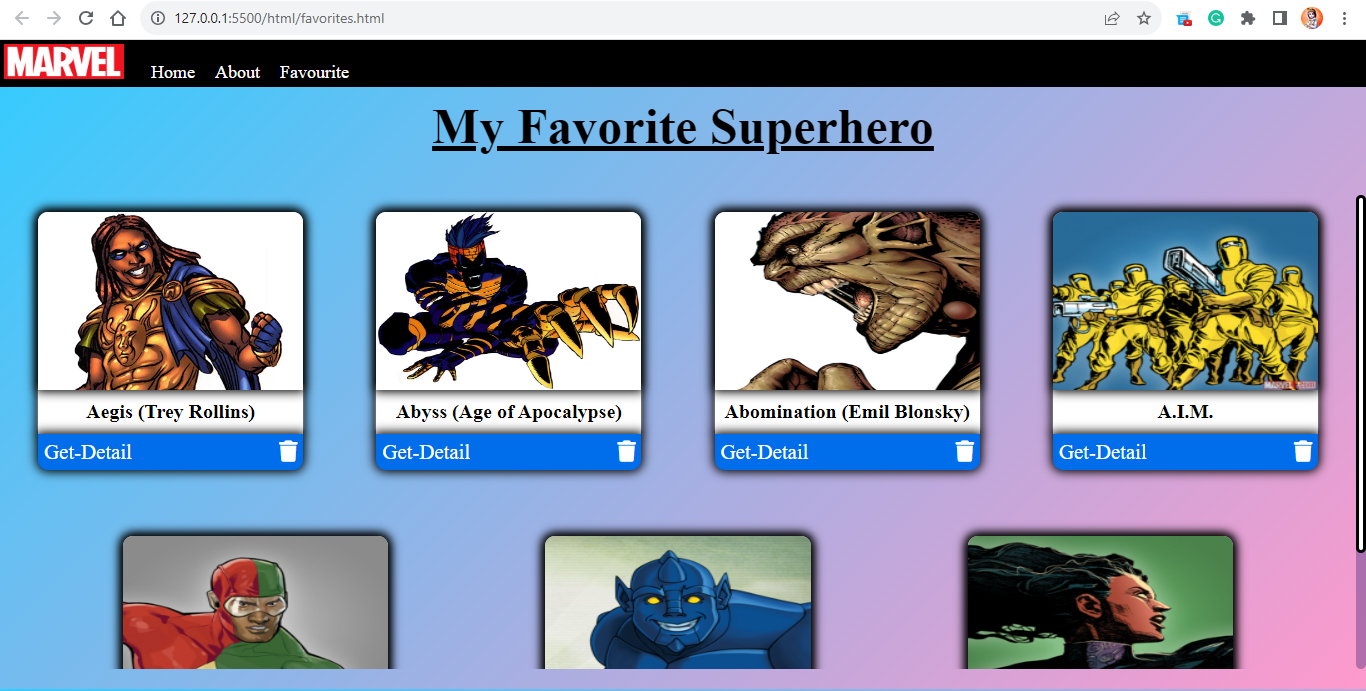 127.0.0.1:5500/html/favorites.html
MARVEL
Home About Favourite
My Favorite Superhero
Aegis (Trey Rollins)
Get-Detail
Abyss (Age of Apocalypse)
Get-Detail
Abomination (Emil Blonsky)
Get-Detail
A.I.M.
Get-Detail